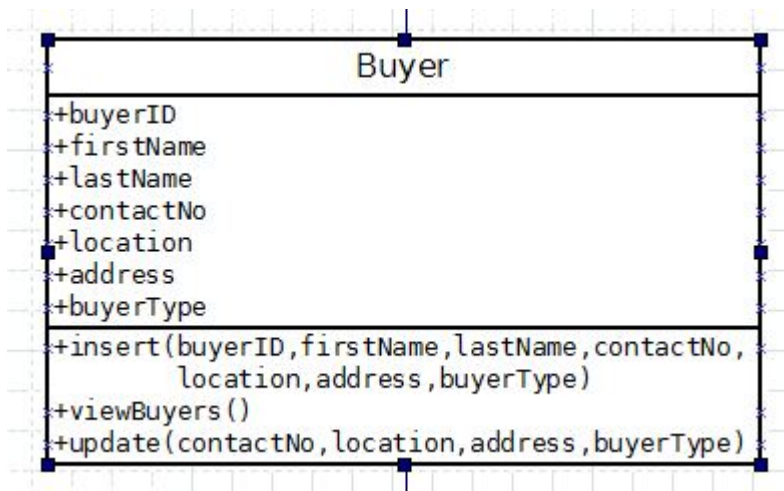 Buyer
+buyerID
+firstName
+lastName
+contactNo
+location
+address
+buyerType
+insert(buyerID,firstName,lastName,contactNo,
location,address,buyerType)
+viewBuyers()
+update(contactNo,location,address,buyerType)